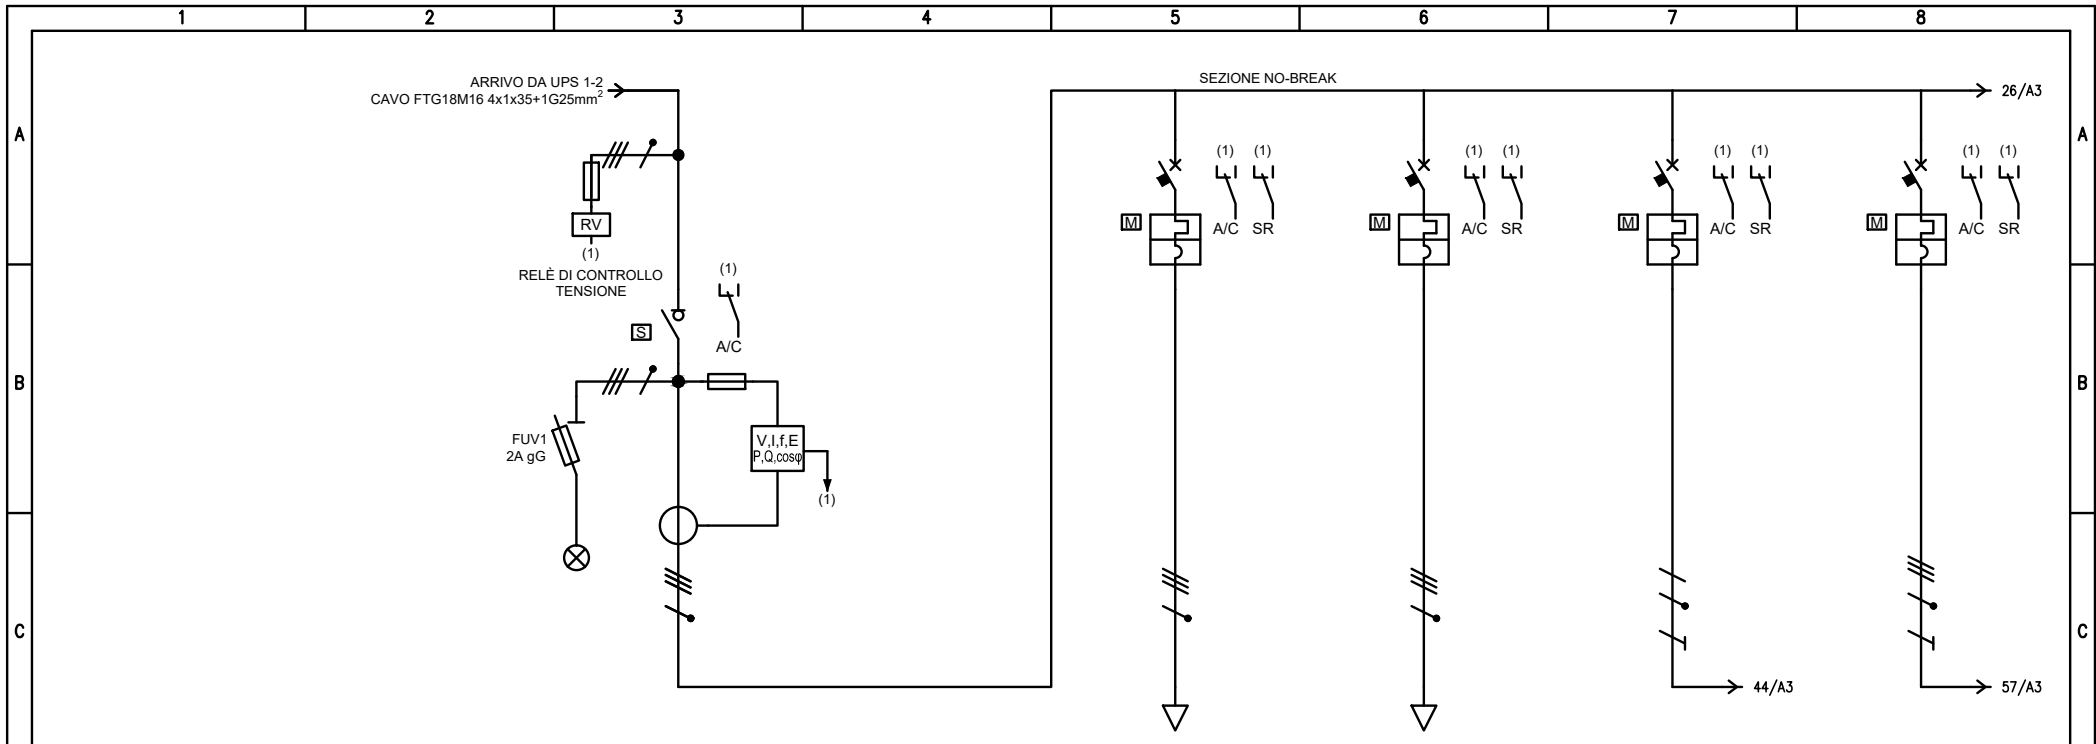 1 2 3 4 5 6 7 8
ARRIVO DA UPS 1-2
CAVO FTG18M16 4x1x35+1G25mm²
SEZIONE NO-BREAK
26/A3
A
A
(1) (1) (1) (1) (1) (1) (1) (1)
RV
M A/C SR M A/C SR M A/C SR M A/C SR
(1)
RELÈ DI CONTROLLO
TENSIONE
(1)
S
A/C
B
B
FUV1
2A gG
V,I,f,E
P,Q,cosφ
(1)
C
C
44/A3
57/A3